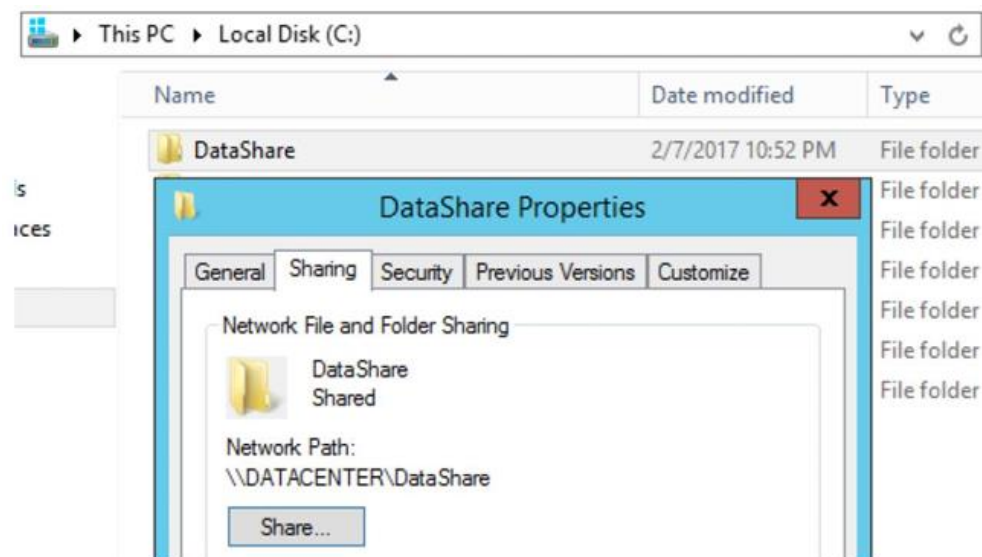 This PC Local Disk (C:)
Name Date modified Type
DataShare 2/7/2017 10:52 PM File folder
File folder
File folder
File folder
File folder
File folder
File folder
DataShare Properties
x
General Sharing Security Previous Versions Customize
Network File and Folder Sharing
DataShare
Shared
Network Path:
\\DATACENTER\DataShare
Share...